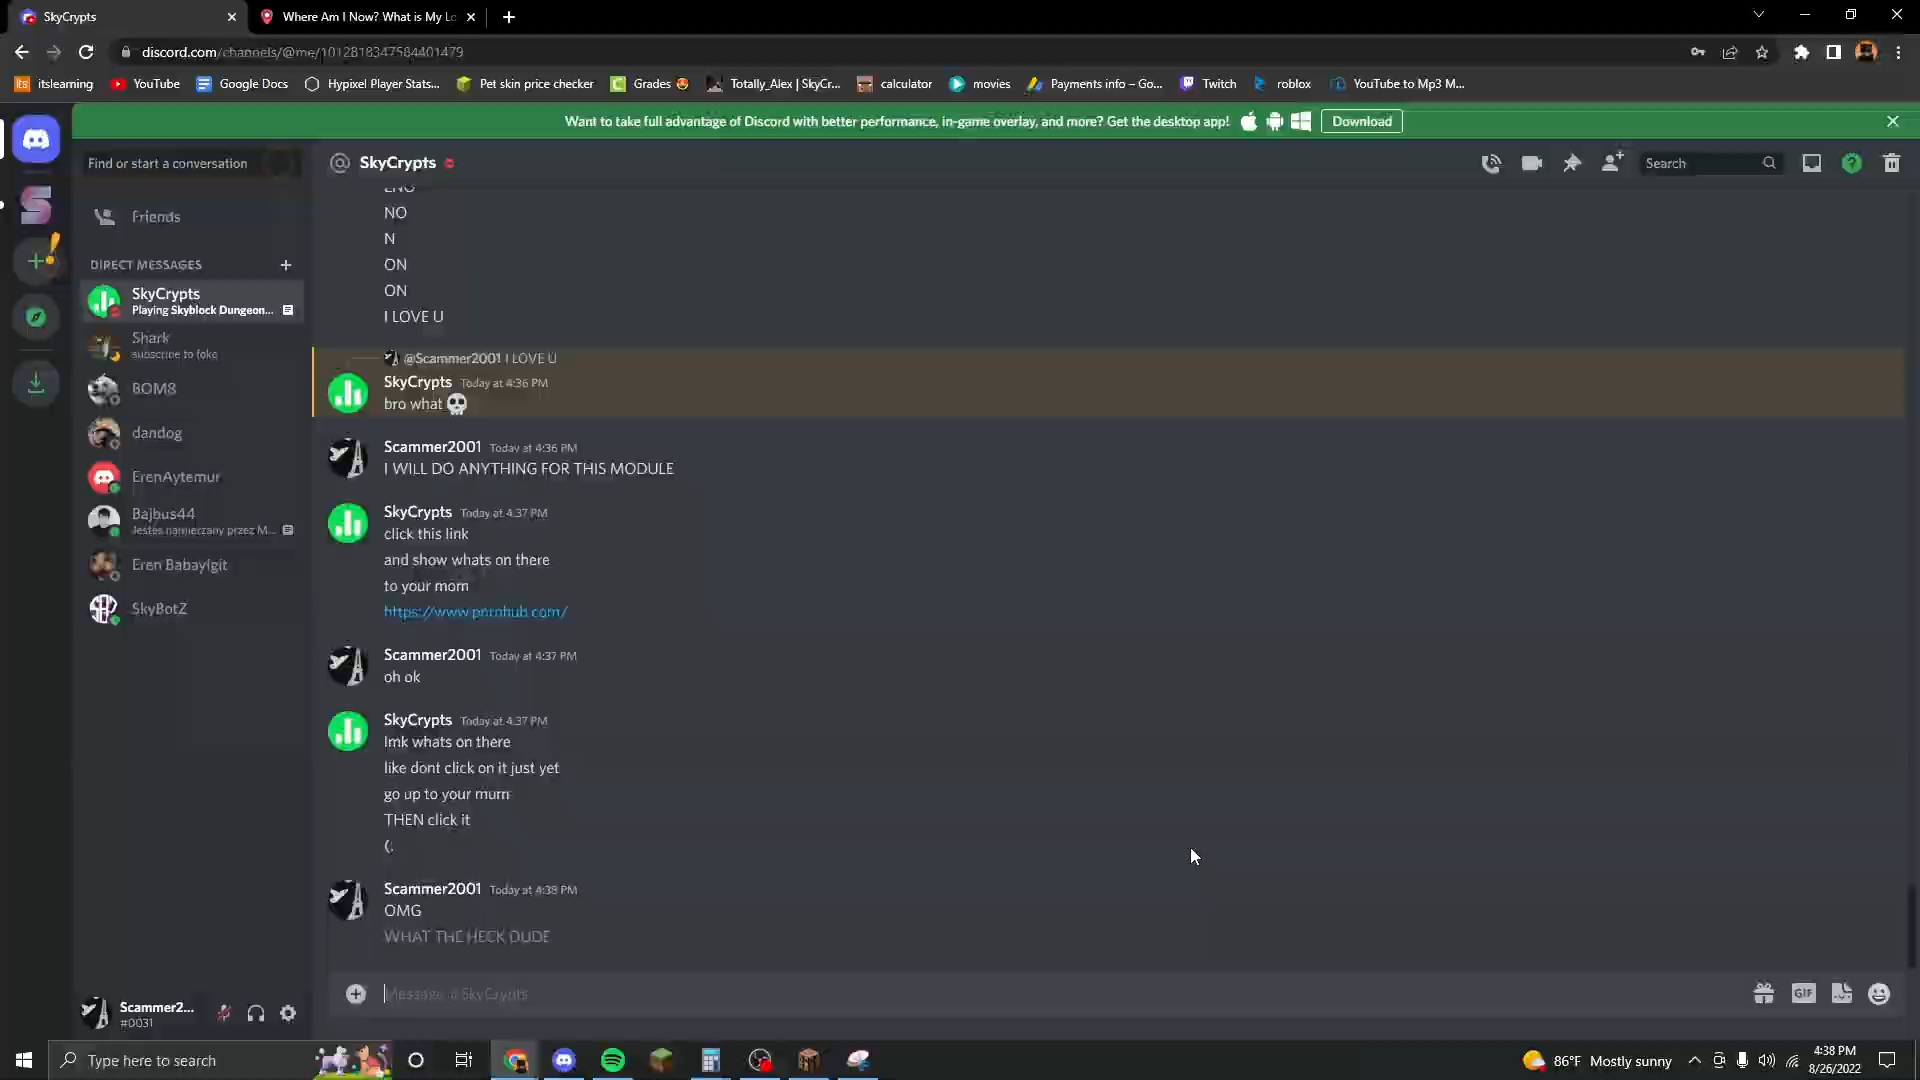 SkyCrypts
Where Am I Now? What is My Lo
discord.com/channels/@me/1012818347584401479
itslearning
YouTube
Google Docs
Hypixel Player Stats...
Pet skin price checker
Grades 🤩
Totally_Alex | SkyCr...
calculator
movies
Payments info – Go...
Twitch
roblox
YouTube to Mp3 M...
Want to take full advantage of Discord with better performance, in-game overlay, and more? Get the desktop app!
Download
Find or start a conversation
SkyCrypts
Search
Friends
DIRECT MESSAGES
SkyCrypts
Playing Skyblock Dungeon...
Shark
BOM8
dandog
ErenAytemur
Bajbus44
Eren Babayigit
SkyBotZ
NO
N
ON
ON
I LOVE U
@Scammer2001 I LOVE U
SkyCrypts Today at 4:36 PM
bro what 💀
Scammer2001 Today at 4:36 PM
I WILL DO ANYTHING FOR THIS MODULE
SkyCrypts Today at 4:37 PM
click this link
and show whats on there
to your mom
https://www.pornhub.com/
Scammer2001 Today at 4:37 PM
oh ok
SkyCrypts Today at 4:37 PM
lmk whats on there
like dont click on it just yet
go up to your mum
THEN click it
(.
Scammer2001 Today at 4:38 PM
OMG
WHAT THE HECK DUDE
Message @SkyCrypts
GIF
Scammer2...
#0031
Type here to search
86°F Mostly sunny
4:38 PM
8/26/2022